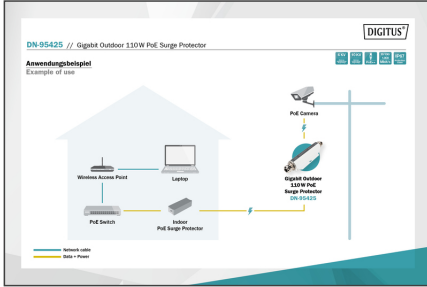 DIGITUS®
DN-95425 // Gigabit Outdoor 110 W PoE Surge Protector
Anwendungsbeispiel
Example of use
PoE Camera
Wireless Access Point
Laptop
Gigabit Outdoor
110 W PoE
Surge Protector
DN-95425
PoE Switch
Indoor
PoE Surge Protector
Network cable
Data + Power